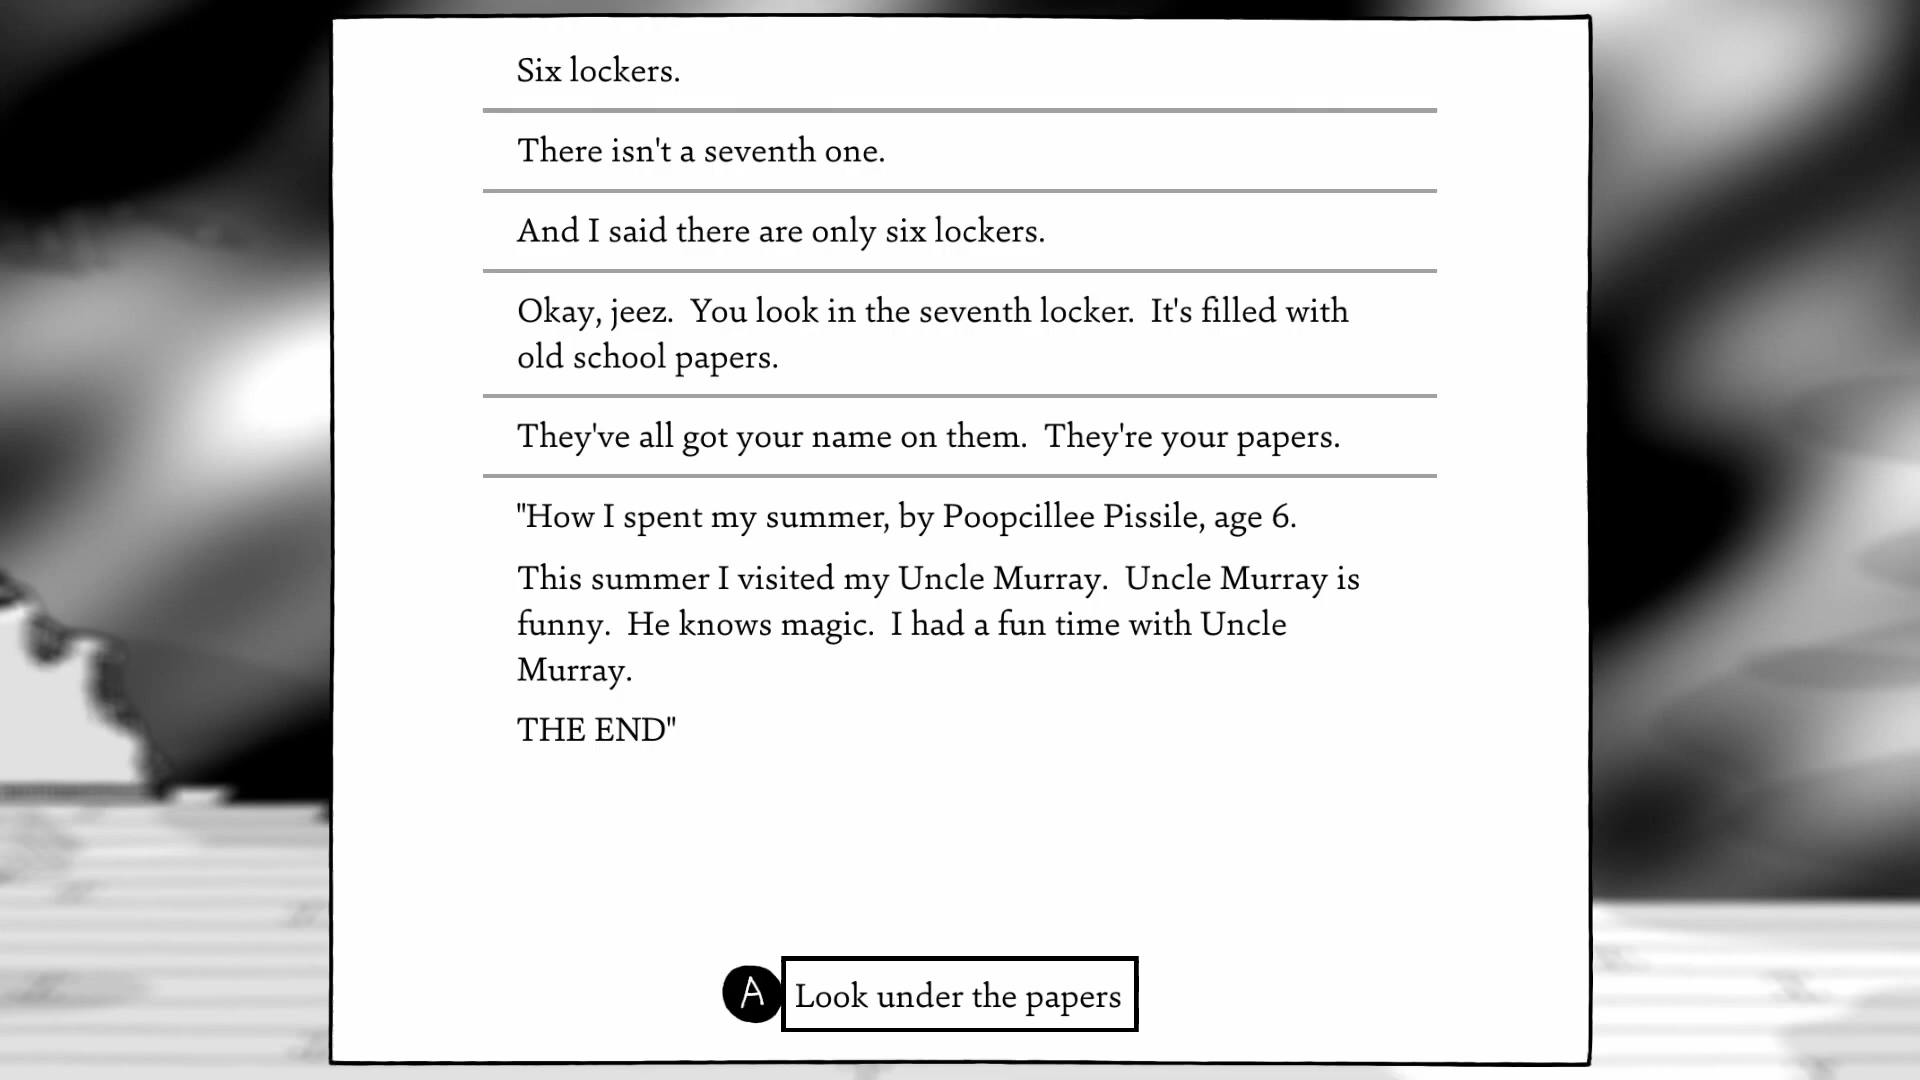 Six lockers.
There isn't a seventh one.
And I said there are only six lockers.
Okay, jeez.  You look in the seventh locker.  It's filled with
old school papers.
They've all got your name on them.  They're your papers.
"How I spent my summer, by Poopcillee Pissile, age 6.
This summer I visited my Uncle Murray.  Uncle Murray is
funny.  He knows magic.  I had a fun time with Uncle
Murray.
THE END"
A Look under the papers